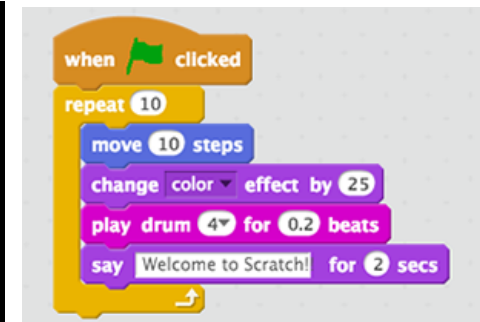 when clicked
repeat 10
move 10 steps
change color effect by 25
play drum 4 for 0.2 beats
say Welcome to Scratch! for 2 secs